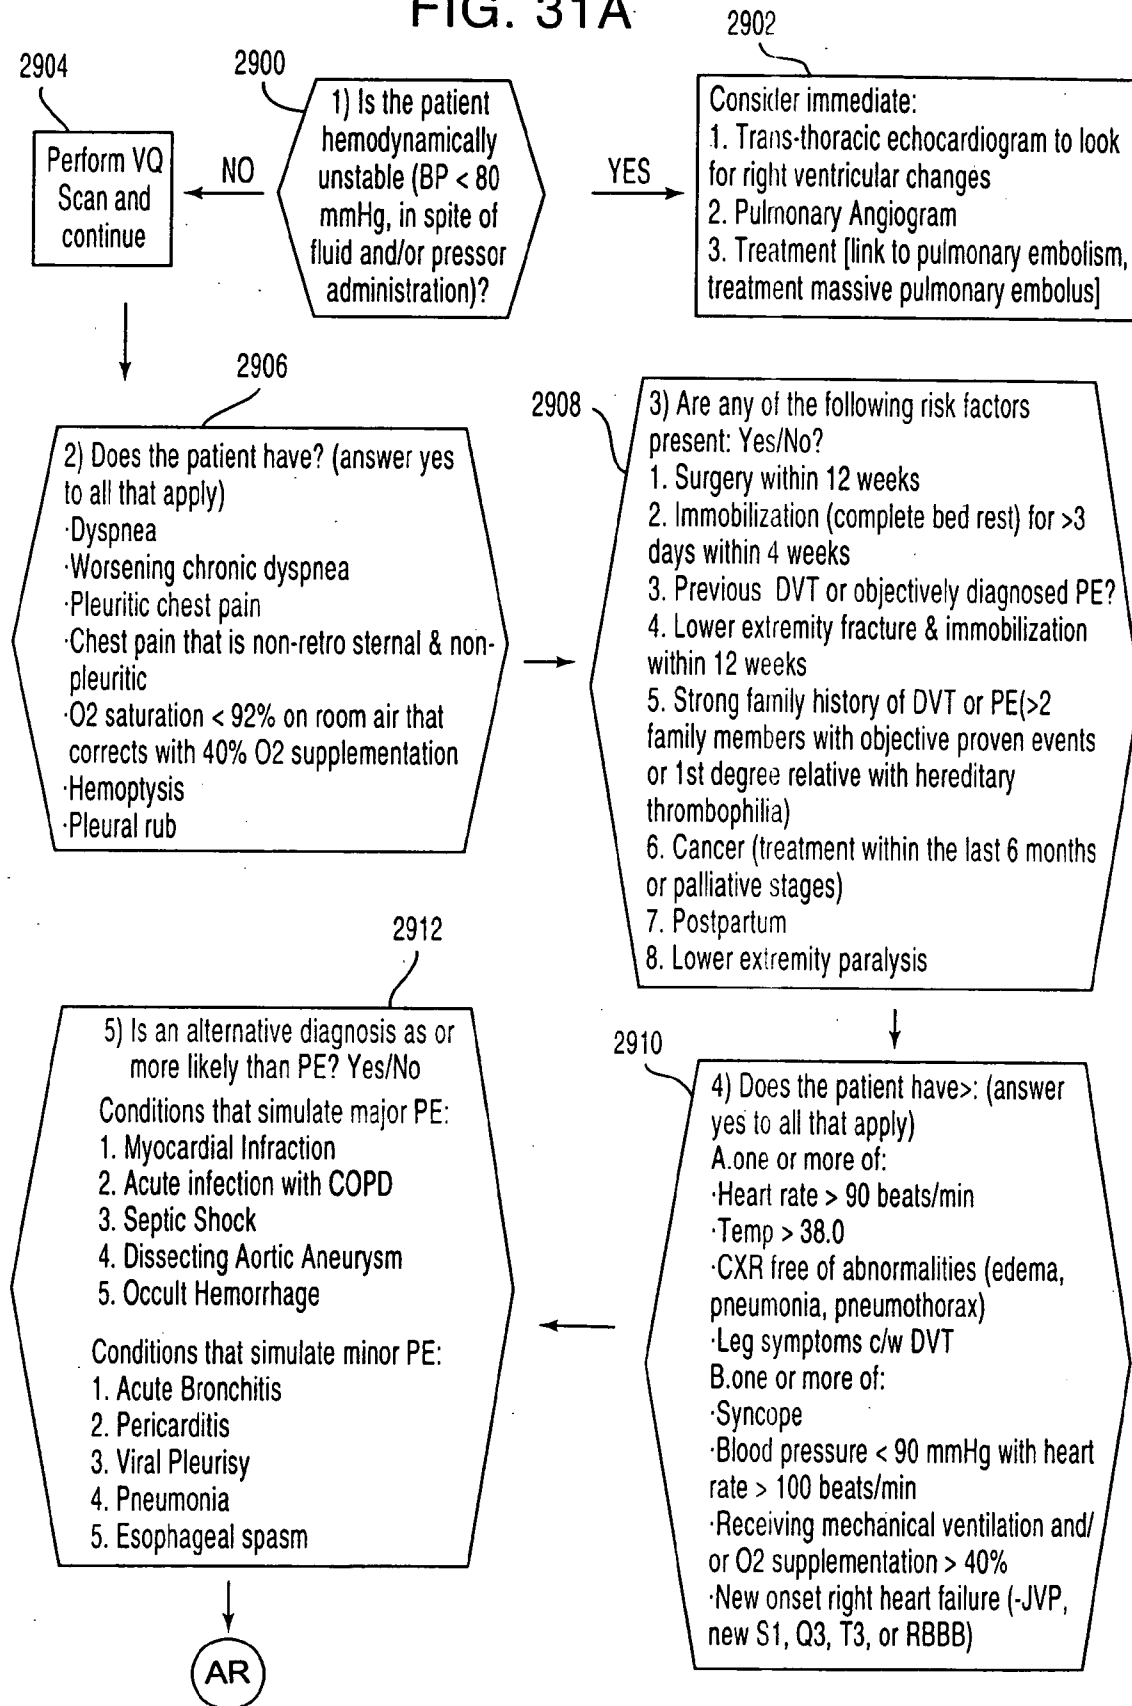 FIG. 31A
2902
2904
2900
1) Is the patient
hemodynamically
unstable (BP < 80
mmHg, in spite of
fluid and/or pressor
administration)?
NO
YES
Perform VQ
Scan and
continue
Consider immediate:
1. Trans-thoracic echocardiogram to look
for right ventricular changes
2. Pulmonary Angiogram
3. Treatment [link to pulmonary embolism,
treatment massive pulmonary embolus]
2906
2) Does the patient have? (answer yes
to all that apply)
·Dyspnea
·Worsening chronic dyspnea
·Pleuritic chest pain
·Chest pain that is non-retro sternal & non-
pleuritic
·O2 saturation < 92% on room air that
corrects with 40% O2 supplementation
·Hemoptysis
·Pleural rub
2908
3) Are any of the following risk factors
present: Yes/No?
1. Surgery within 12 weeks
2. Immobilization (complete bed rest) for >3
days within 4 weeks
3. Previous DVT or objectively diagnosed PE?
4. Lower extremity fracture & immobilization
within 12 weeks
5. Strong family history of DVT or PE(>2
family members with objective proven events
or 1st degree relative with hereditary
thrombophilia)
6. Cancer (treatment within the last 6 months
or palliative stages)
7. Postpartum
8. Lower extremity paralysis
2910
4) Does the patient have>: (answer
yes to all that apply)
A.one or more of:
·Heart rate > 90 beats/min
·Temp > 38.0
·CXR free of abnormalities (edema,
pneumonia, pneumothorax)
·Leg symptoms c/w DVT
B.one or more of:
·Syncope
·Blood pressure < 90 mmHg with heart
rate > 100 beats/min
·Receiving mechanical ventilation and/
or O2 supplementation > 40%
·New onset right heart failure (-JVP,
new S1, Q3, T3, or RBBB)
2912
5) Is an alternative diagnosis as or
more likely than PE? Yes/No
Conditions that simulate major PE:
1. Myocardial Infraction
2. Acute infection with COPD
3. Septic Shock
4. Dissecting Aortic Aneurysm
5. Occult Hemorrhage
Conditions that simulate minor PE:
1. Acute Bronchitis
2. Pericarditis
3. Viral Pleurisy
4. Pneumonia
5. Esophageal spasm
AR